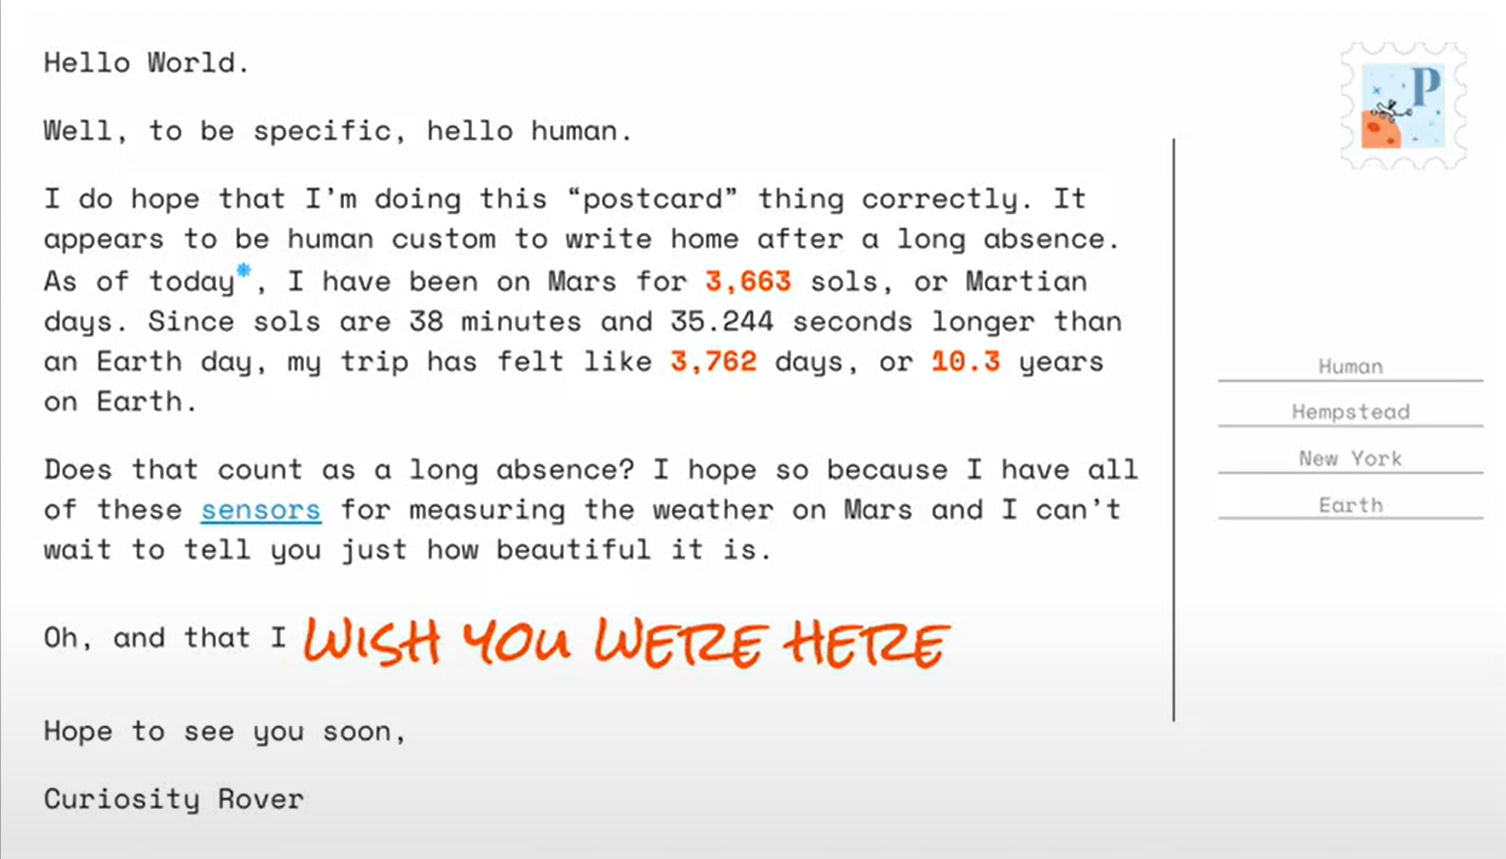 Hello World.
Well, to be specific, hello human.
I do hope that I’m doing this “postcard” thing correctly. It
appears to be human custom to write home after a long absence.
As of today*, I have been on Mars for 3,663 sols, or Martian
days. Since sols are 38 minutes and 35.244 seconds longer than
an Earth day, my trip has felt like 3,762 days, or 10.3 years
on Earth.
Does that count as a long absence? I hope so because I have all
of these sensors for measuring the weather on Mars and I can’t
wait to tell you just how beautiful it is.
Oh, and that I WISH YOU WERE HERE
Hope to see you soon,
Curiosity Rover
P
Human
Hempstead
New York
Earth